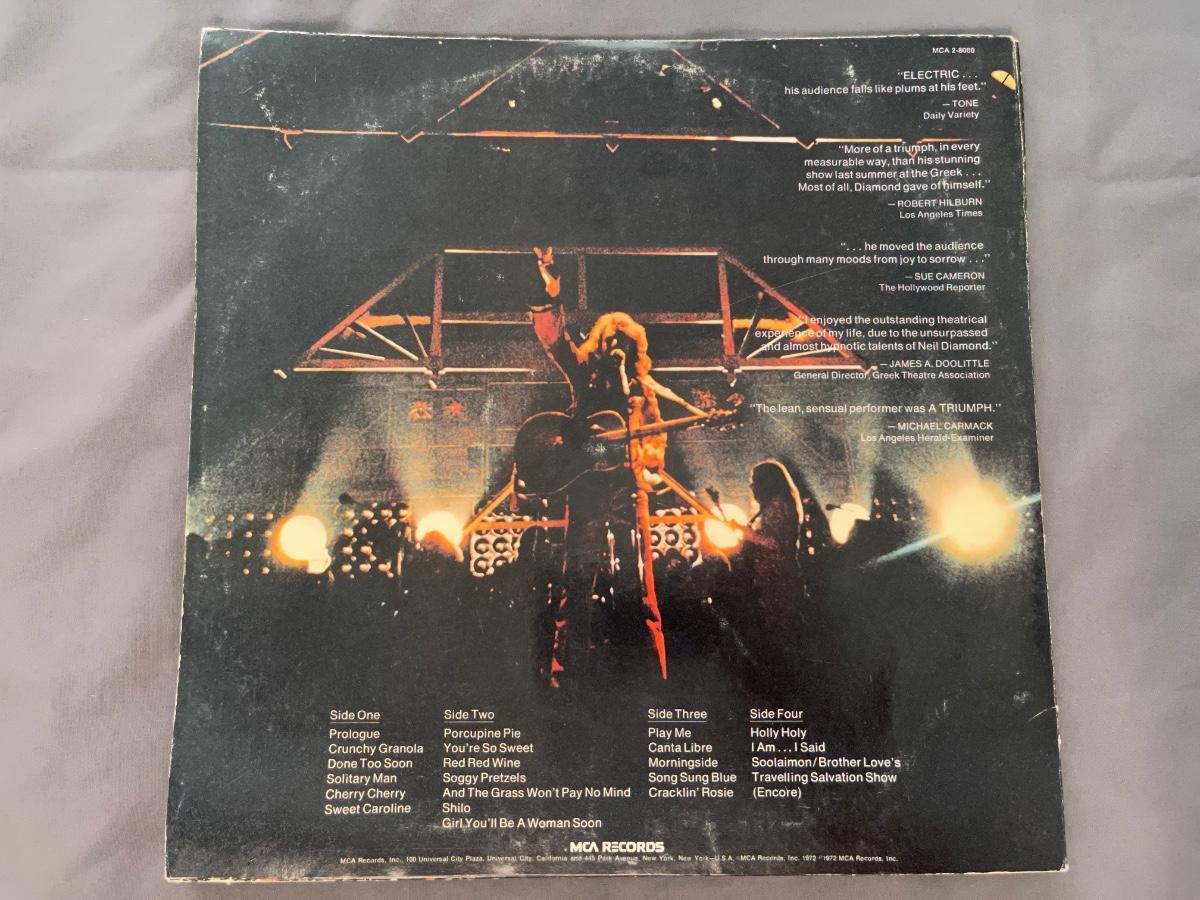 MCA 2-8000
"ELECTRIC . . .
his audience falls like plums at his feet."
— TONE
Daily Variety
"More of a triumph, in every
measurable way, than his stunning
show last summer at the Greek . . .
Most of all, Diamond gave of himself."
— ROBERT HILBURN
Los Angeles Times
". . . he moved the audience
through many moods from joy to sorrow . . ."
— SUE CAMERON
The Hollywood Reporter
"I enjoyed the outstanding theatrical
experience of my life, due to the unsurpassed
and almost hypnotic talents of Neil Diamond."
— JAMES A. DOOLITTLE
General Director, Greek Theatre Association
"The lean, sensual performer was A TRIUMPH."
— MICHAEL CARMACK
Los Angeles Herald-Examiner
Side One
Prologue
Crunchy Granola
Done Too Soon
Solitary Man
Cherry Cherry
Sweet Caroline
Side Two
Porcupine Pie
You're So Sweet
Red Red Wine
Soggy Pretzels
And The Grass Won't Pay No Mind
Shilo
Girl You'll Be A Woman Soon
Side Three
Play Me
Canta Libre
Morningside
Song Sung Blue
Cracklin' Rosie
Side Four
Holly Holy
I Am . . . I Said
Soolaimon/Brother Love's
Travelling Salvation Show
(Encore)
MCA RECORDS
MCA Records, Inc., 100 Universal City Plaza, Universal City, California and 445 Park Avenue, New York, New York—U.S.A. ©MCA Records, Inc. 1972 ℗1972 MCA Records, Inc.